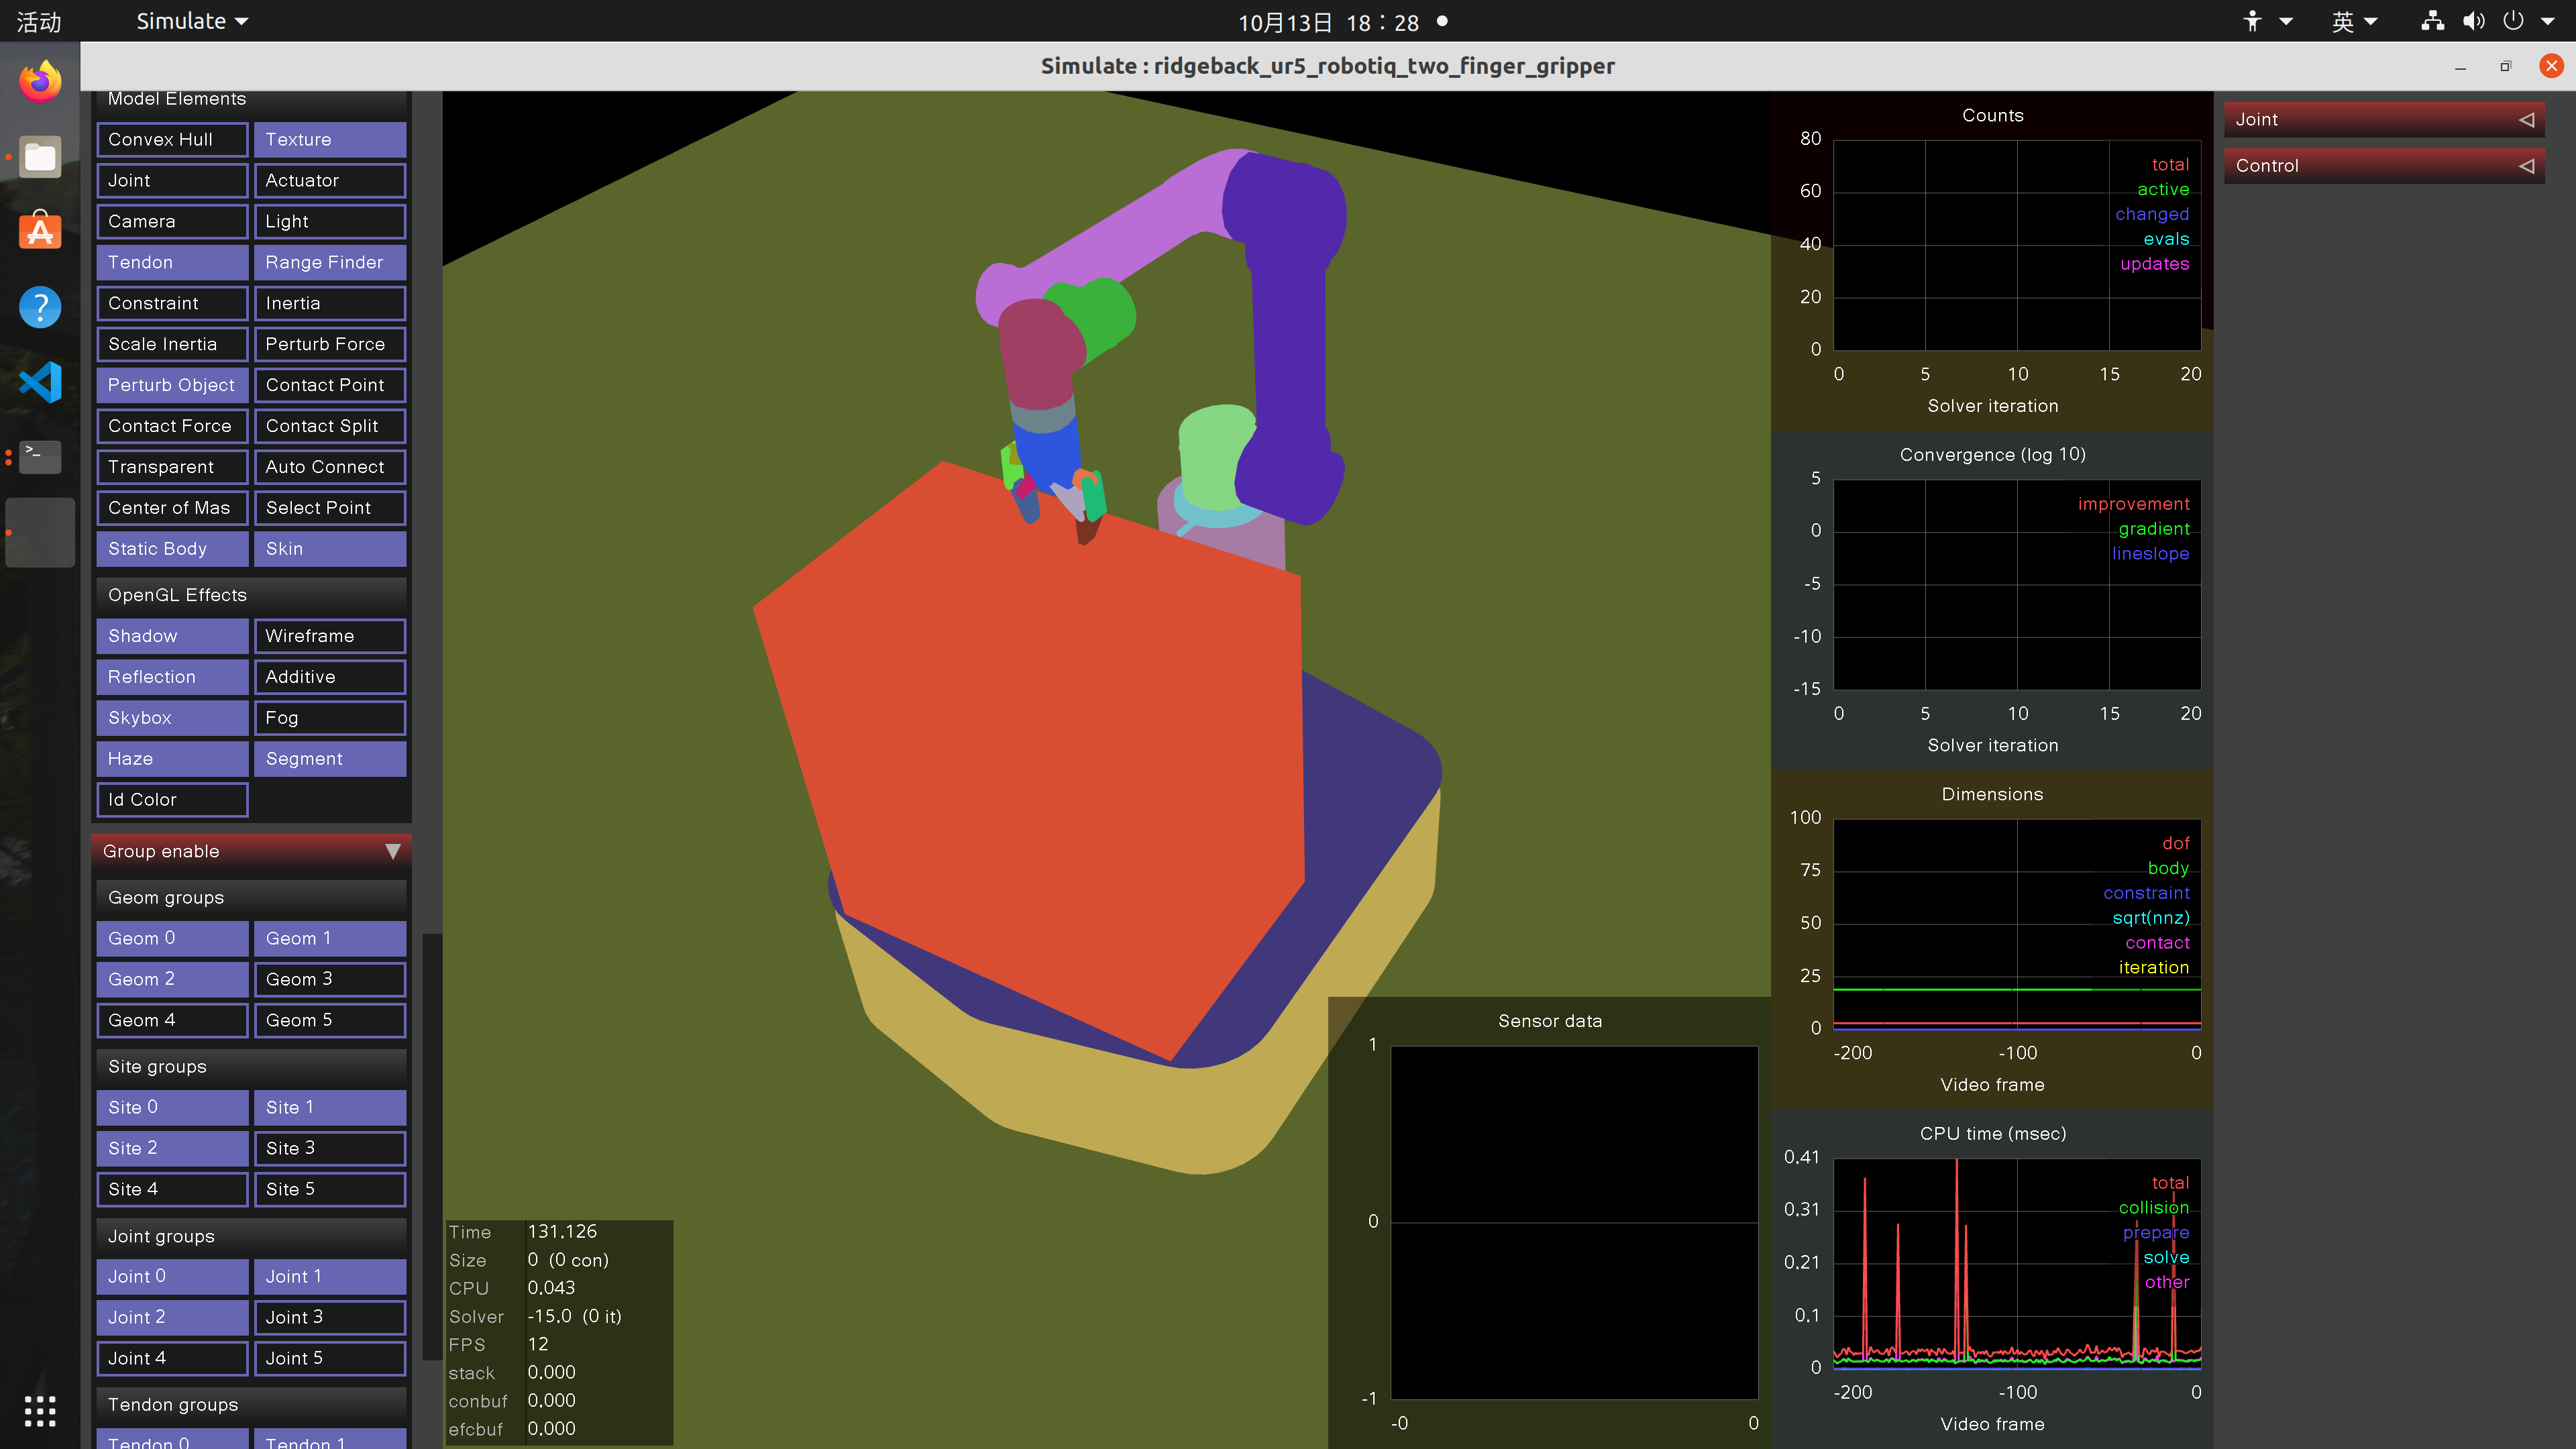 活动
Simulate
10月13日 18：28
英
Simulate : ridgeback_ur5_robotiq_two_finger_gripper
Model Elements
Convex Hull Texture
Joint Actuator
Camera Light
Tendon Range Finder
Constraint Inertia
Scale Inertia Perturb Force
Perturb Object Contact Point
Contact Force Contact Split
Transparent Auto Connect
Center of Mas Select Point
Static Body Skin
OpenGL Effects
Shadow Wireframe
Reflection Additive
Skybox Fog
Haze Segment
Id Color
Group enable
Geom groups
Geom 0 Geom 1
Geom 2 Geom 3
Geom 4 Geom 5
Site groups
Site 0 Site 1
Site 2 Site 3
Site 4 Site 5
Joint groups
Joint 0 Joint 1
Joint 2 Joint 3
Joint 4 Joint 5
Tendon groups
Tendon 0 Tendon 1
Time 131.126
Size 0 (0 con)
CPU 0.043
Solver -15.0 (0 it)
FPS 12
stack 0.000
conbuf 0.000
efcbuf 0.000
Sensor data
1
0
-1
-0 0
Counts
80
60
40
20
0
total
active
changed
evals
updates
0 5 10 15 20
Solver iteration
Convergence (log 10)
5
0
-5
-10
-15
improvement
gradient
lineslope
0 5 10 15 20
Solver iteration
Dimensions
100
75
50
25
0
dof
body
constraint
sqrt(nnz)
contact
iteration
-200 -100 0
Video frame
CPU time (msec)
0.41
0.31
0.21
0.1
0
total
collision
prepare
solve
other
-200 -100 0
Video frame
Joint
Control